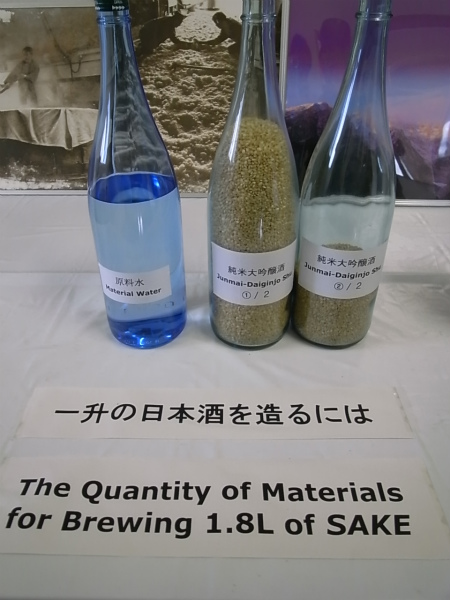 原料水
Material Water
純米大吟醸酒
Junmai-Daiginjo Shu
①/2
純米大吟醸酒
Junmai-Daiginjo Shu
②/2
一升の日本酒を造るには
The Quantity of Materials
for Brewing 1.8L of SAKE